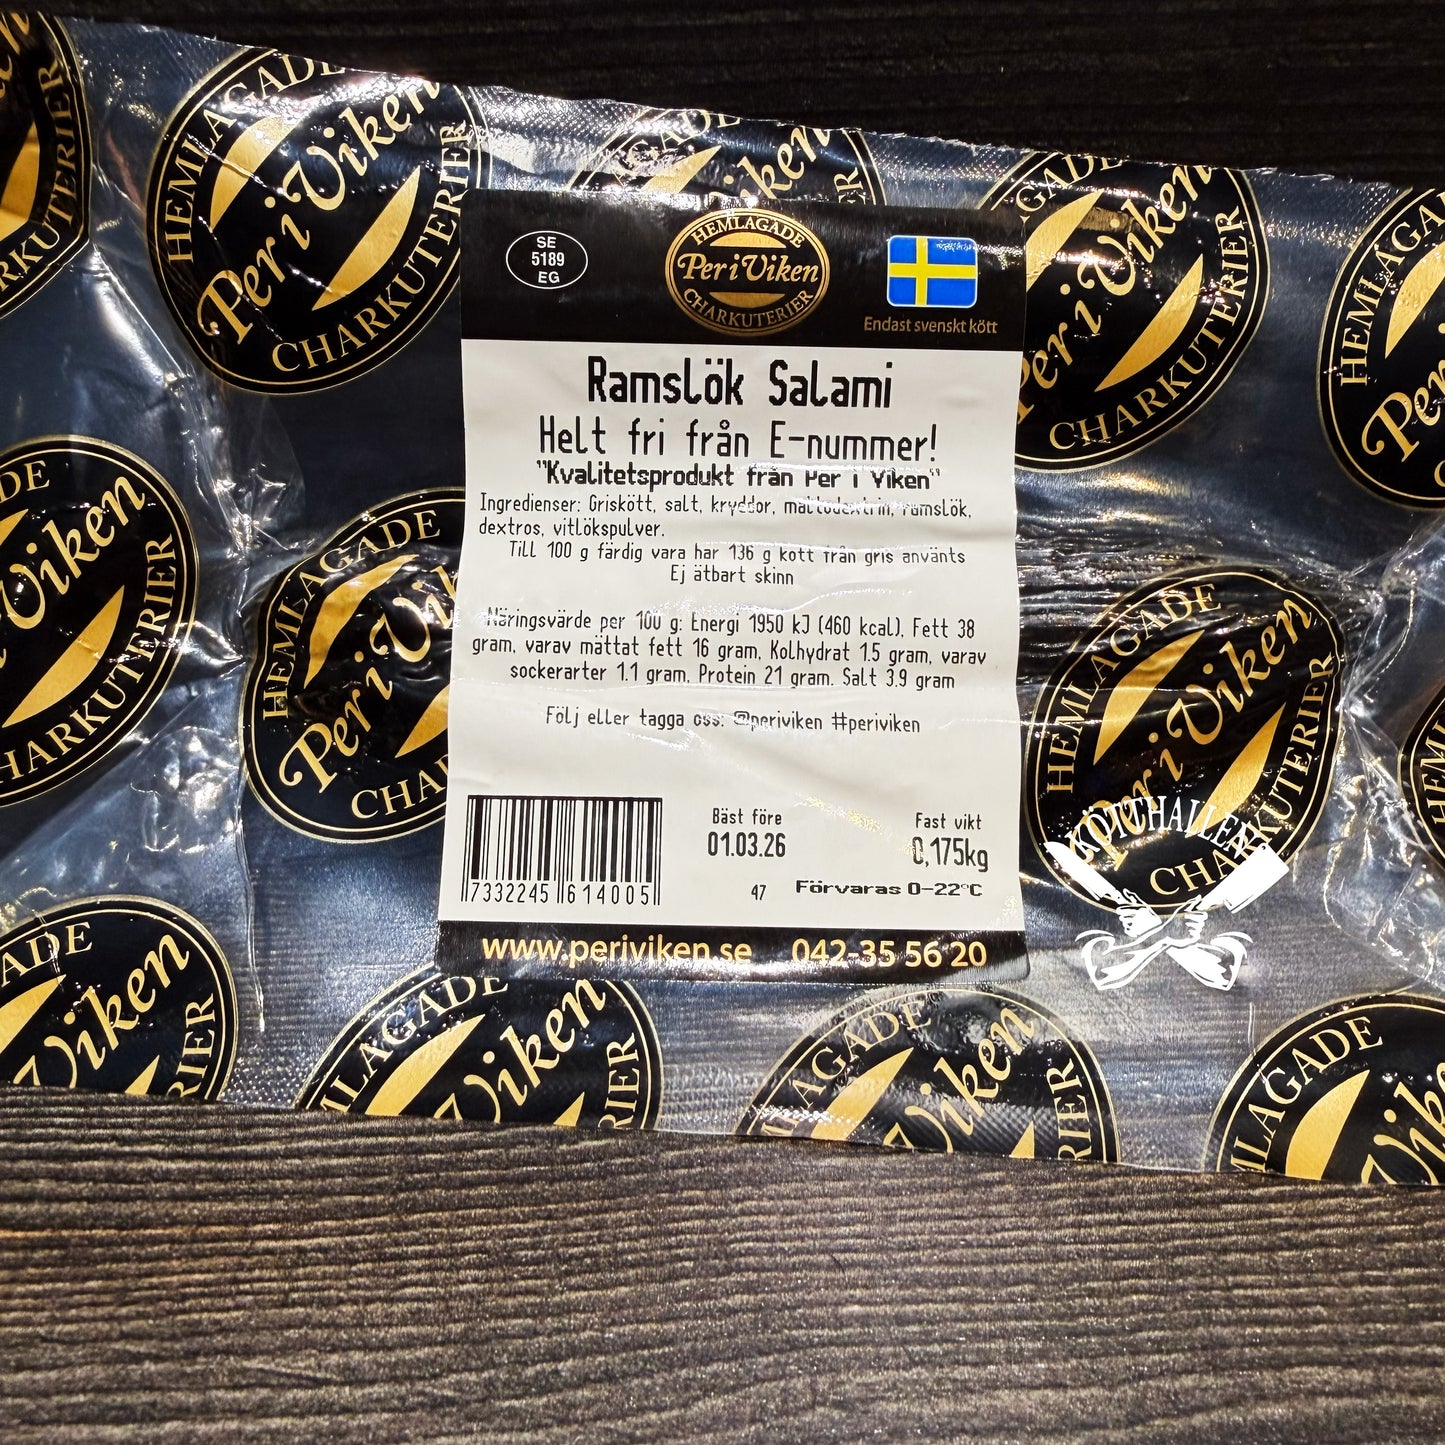 SE
5189
EG
HEMLAGADE
Per i Viken
CHARKUTERIER
Endast svenskt kött
Ramslök Salami
Helt fri från E-nummer!
"Kvalitetsprodukt från Per i Viken"
Ingredienser: Griskött, salt, kryddor, maltodextrin, ramslök,
dextros, vitlökspulver.
Till 100 g färdig vara har 136 g kött från gris använts
Ej ätbart skinn
Näringsvärde per 100 g: Energi 1950 kJ (460 kcal), Fett 38
gram, varav mättat fett 16 gram, Kolhydrat 1.5 gram, varav
sockerarter 1.1 gram, Protein 21 gram. Salt 3.9 gram
Följ eller tagga oss: @periviken #periviken
Bäst före
01.03.26
Fast vikt
0,175kg
47
Förvaras 0-22°C
7332245 614005
www.periviken.se 042-35 56 20
HEMLAGADE
Per i Viken
CHARKUTERIER
HEMLAGADE
Per i Viken
CHARKUTERIER
KÖTTHALLEN